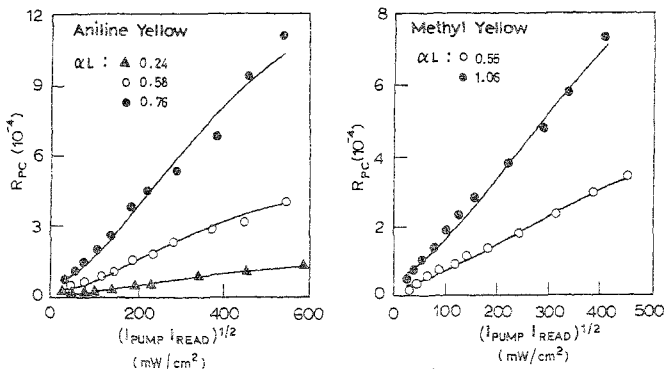 Aniline Yellow
αL :
▲ 0.24
○ 0.58
● 0.76
R_PC (10⁻⁴)
12
9
6
3
0
0
200
400
600
(I_PUMP I_READ)^1/2
(mW/cm²)
Methyl Yellow
αL :
○ 0.55
● 1.06
R_PC (10⁻⁴)
8
6
4
2
0
0
100
200
300
400
500
(I_PUMP I_READ)^1/2
(mW/cm²)